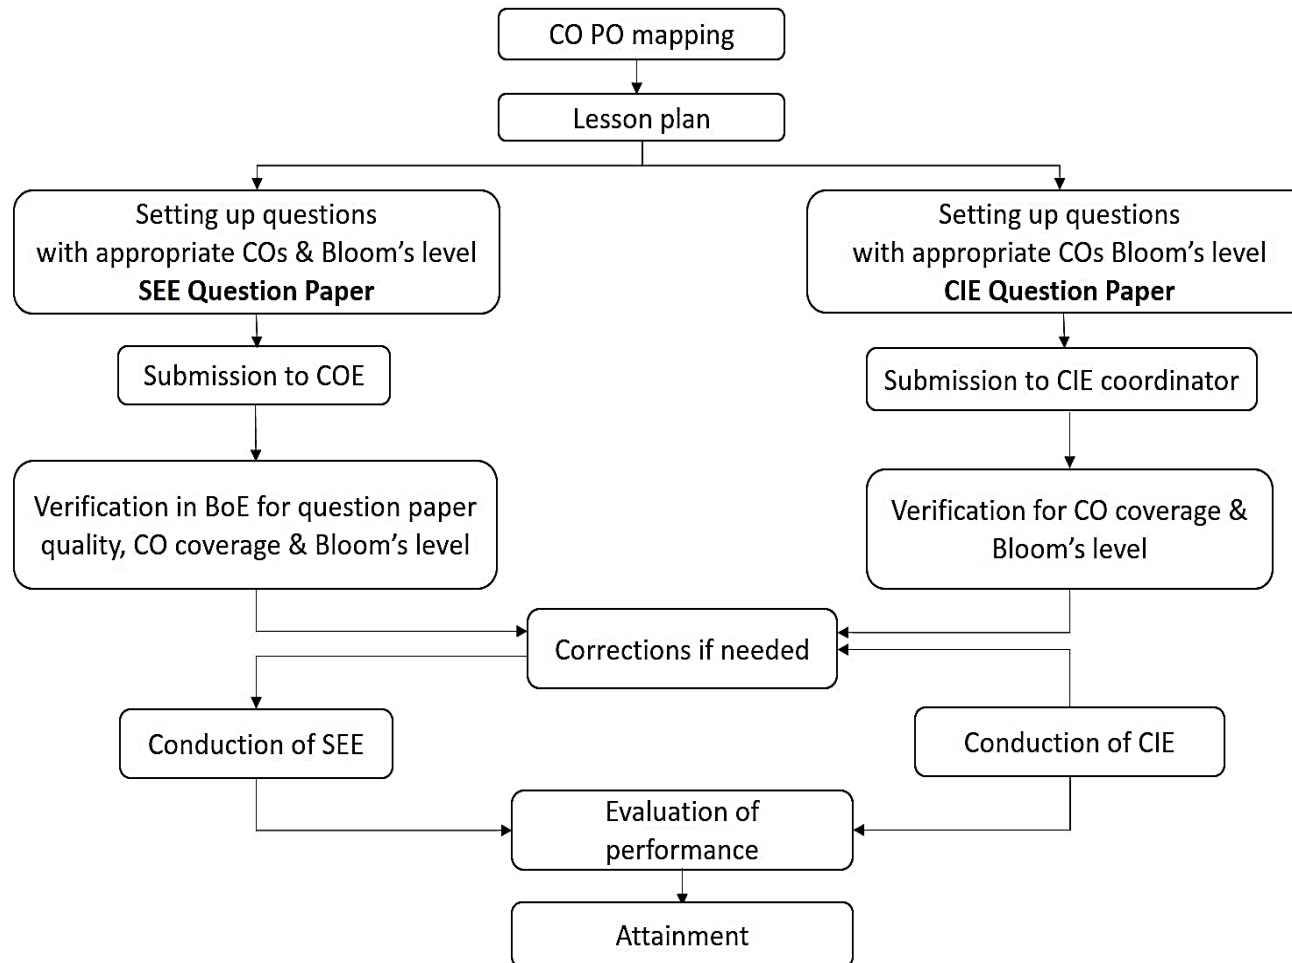 CO PO mapping
Lesson plan
Setting up questions
with appropriate COs & Bloom’s level
SEE Question Paper
Setting up questions
with appropriate COs Bloom’s level
CIE Question Paper
Submission to COE
Submission to CIE coordinator
Verification in BoE for question paper
quality, CO coverage & Bloom’s level
Verification for CO coverage &
Bloom’s level
Corrections if needed
Conduction of SEE
Conduction of CIE
Evaluation of
performance
Attainment